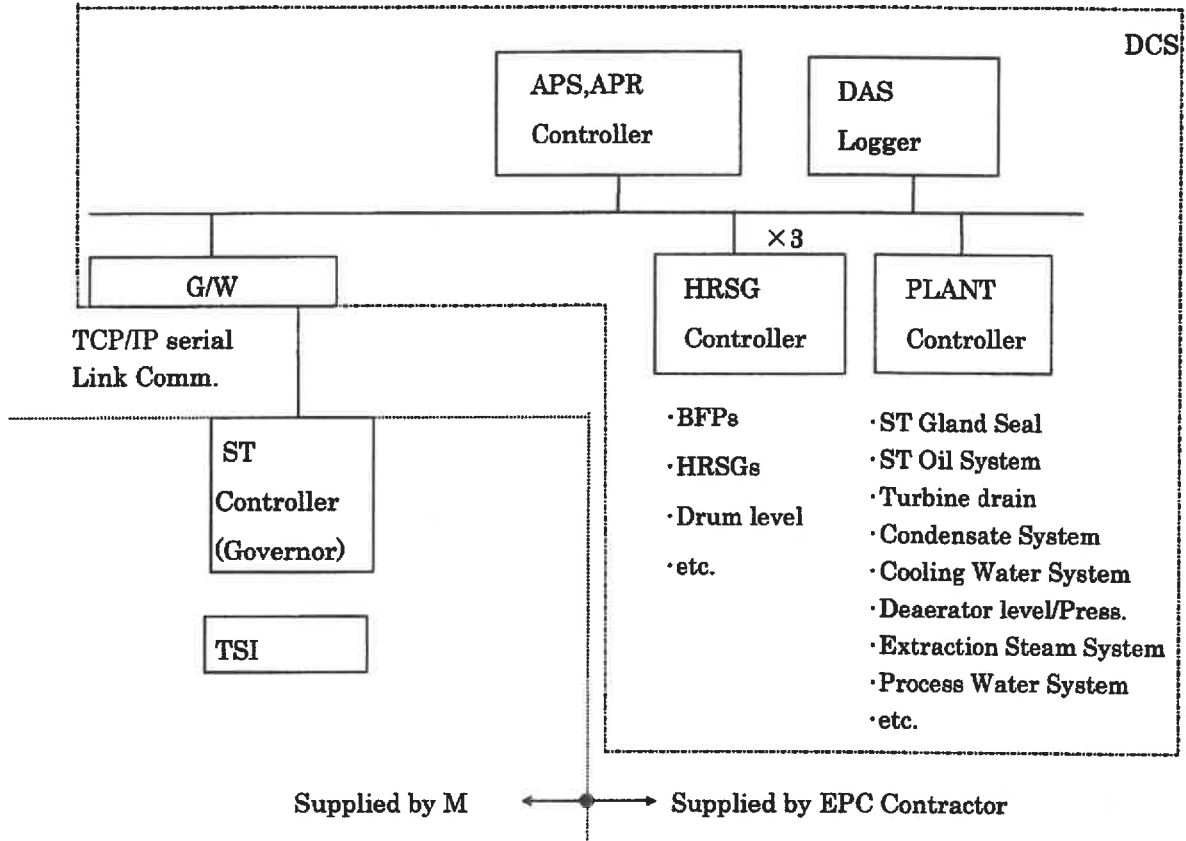 DCS
APS,APR
Controller
DAS
Logger
×3
G/W
HRSG
Controller
PLANT
Controller
TCP/IP serial
Link Comm.
ST
Controller
(Governor)
TSI
·BFPs
·HRSGs
·Drum level
·etc.
·ST Gland Seal
·ST Oil System
·Turbine drain
·Condensate System
·Cooling Water System
·Deaerator level/Press.
·Extraction Steam System
·Process Water System
·etc.
Supplied by M
Supplied by EPC Contractor